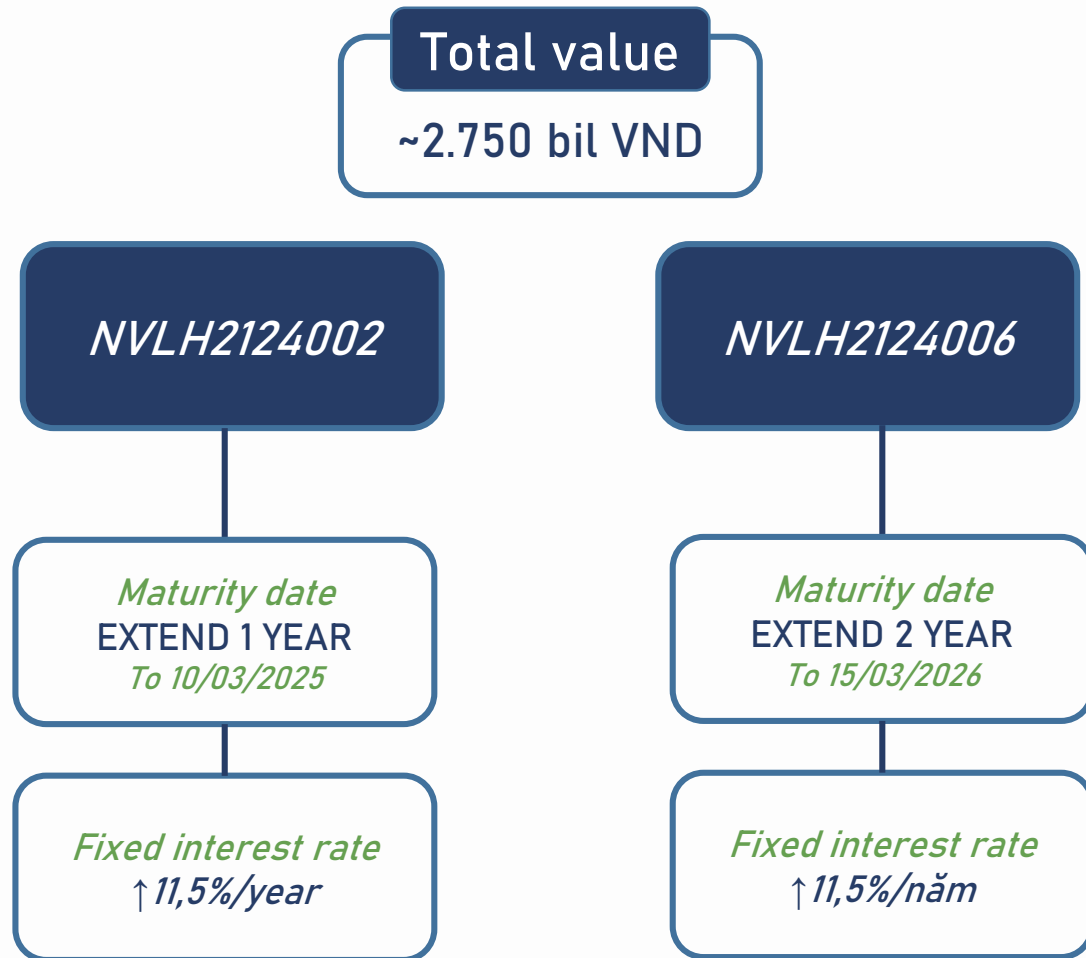 Total value
~2.750 bil VND
NVLH2124002
NVLH2124006
Maturity date
EXTEND 1 YEAR
To 10/03/2025
Maturity date
EXTEND 2 YEAR
To 15/03/2026
Fixed interest rate
↑11,5%/year
Fixed interest rate
↑11,5%/năm